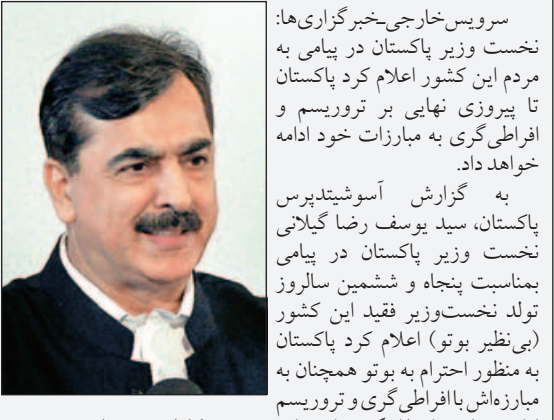 سرویس‌خارجی‌ـ‌خبرگزاری‌ها:
نخست وزیر پاکستان در پیامی به
مردم این کشور اعلام کرد پاکستان
تا پیروزی نهایی بر تروریسم و
افراطی‌گری به مبارزات خود ادامه
خواهد داد.
به گزارش آسوشیتدپرس
پاکستان، سید یوسف رضا گیلانی
نخست وزیر پاکستان در پیامی
بمناسبت پنجاه و ششمین سالروز
تولد نخست‌وزیر فقید این کشور
(بی‌نظیر بوتو) اعلام کرد پاکستان
به منظور احترام به بوتو همچنان به
مبارزه‌اش با افراطی‌گری و تروریسم